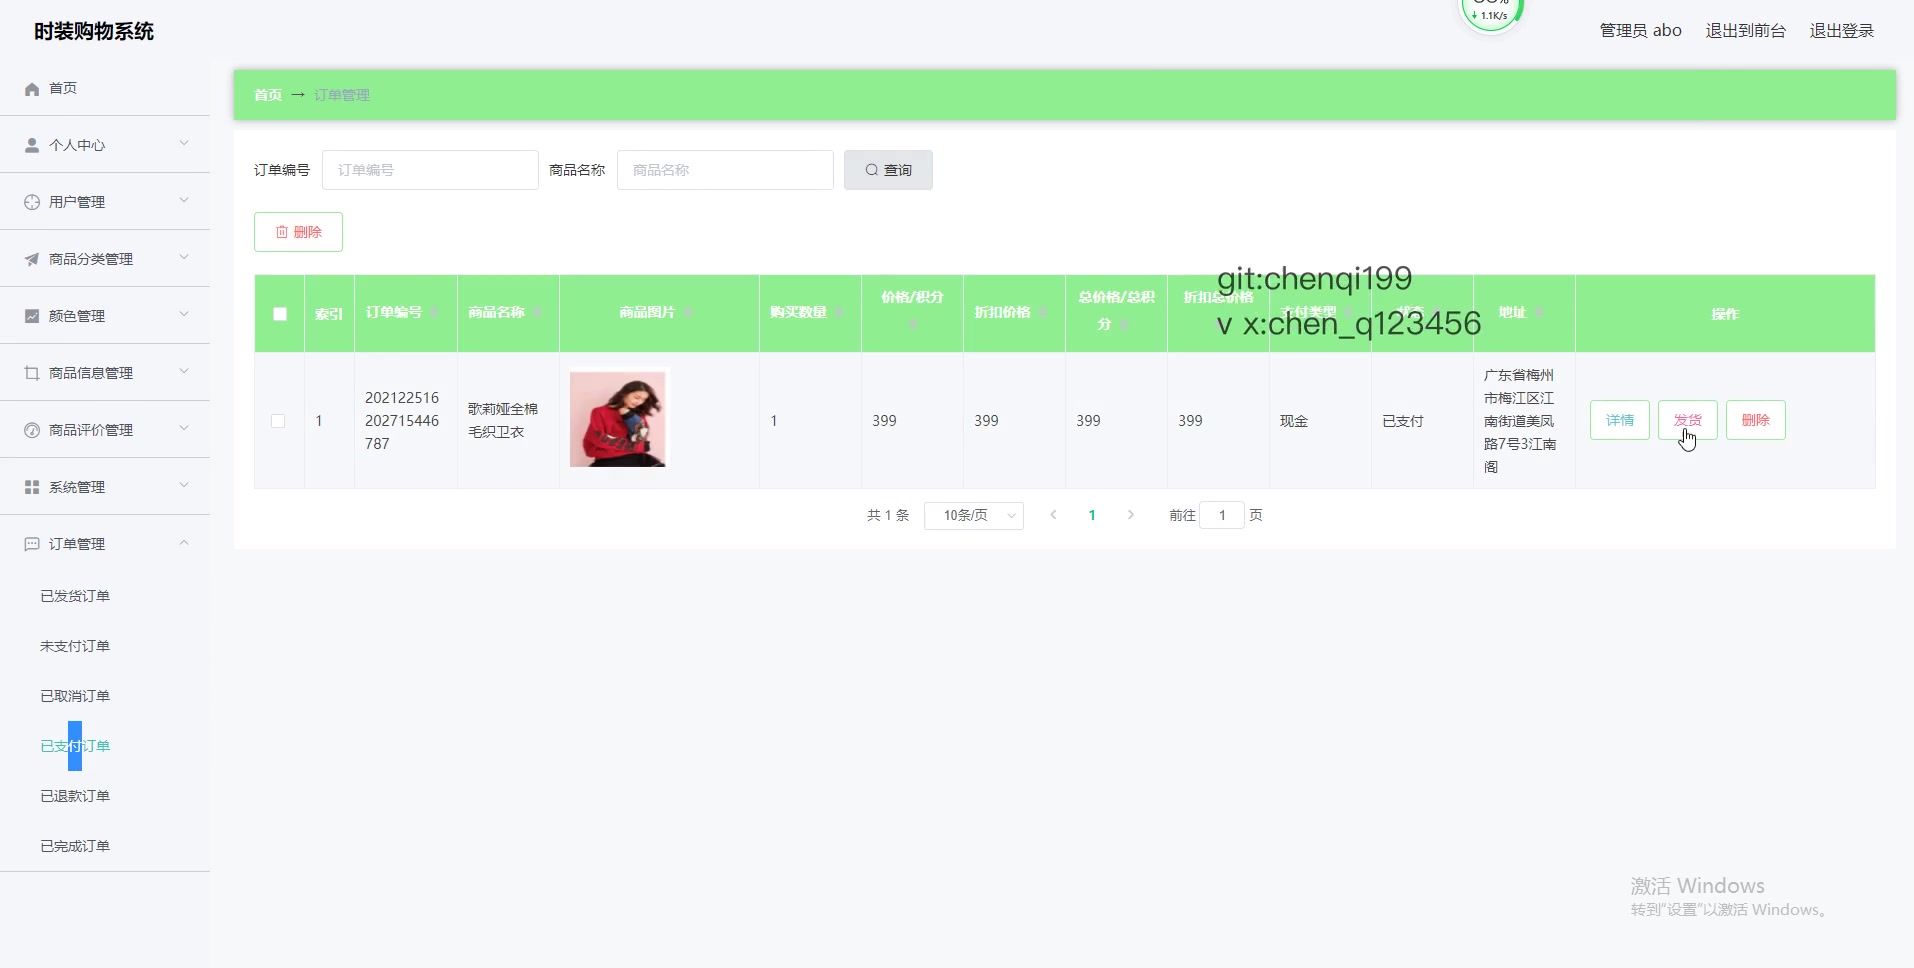 时装购物系统
↓ 1.1K/s
管理员 abo
退出到前台
退出登录
首页
个人中心
用户管理
商品分类管理
颜色管理
商品信息管理
商品评价管理
系统管理
订单管理
已发货订单
未支付订单
已取消订单
已支付订单
已退款订单
已完成订单
首页 → 订单管理
订单编号 订单编号 商品名称 商品名称 查询
删除
git:chenqi199
v x:chen_q123456
索引 订单编号 商品名称 商品图片 购买数量 价格/积分 折扣价格 总价格/总积分 折扣总价格 支付类型 状态 地址 操作
1
202122516
202715446
787
歌莉娅全棉
毛织卫衣
1 399 399 399 399 现金 已支付
广东省梅州
市梅江区江
南街道美凤
路7号3江南
阁
详情 发货 删除
共 1 条 10条/页 1 前往 1 页
激活 Windows
转到"设置"以激活 Windows。